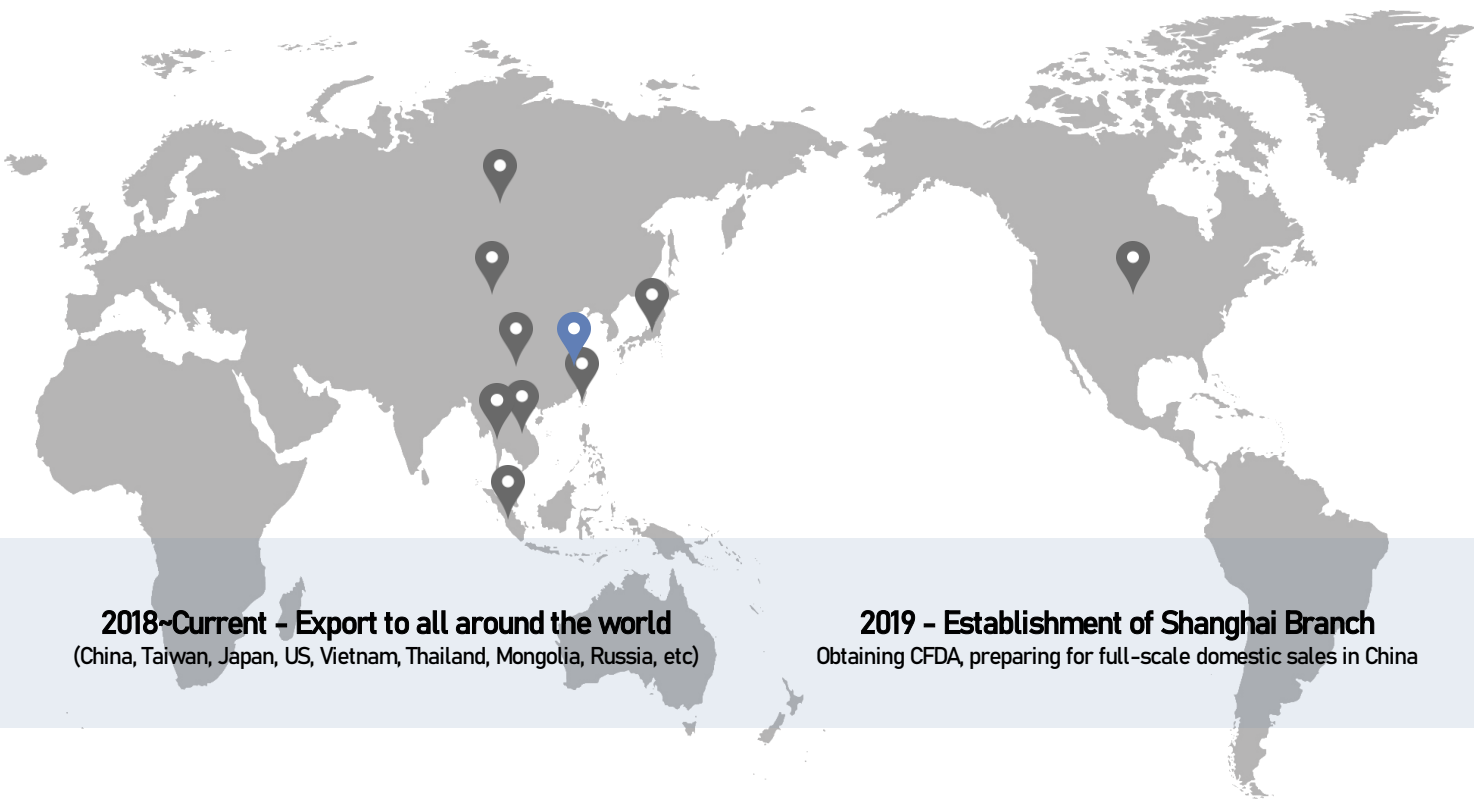 2018~Current - Export to all around the world
(China, Taiwan, Japan, US, Vietnam, Thailand, Mongolia, Russia, etc)
2019 - Establishment of Shanghai Branch
Obtaining CFDA, preparing for full-scale domestic sales in China